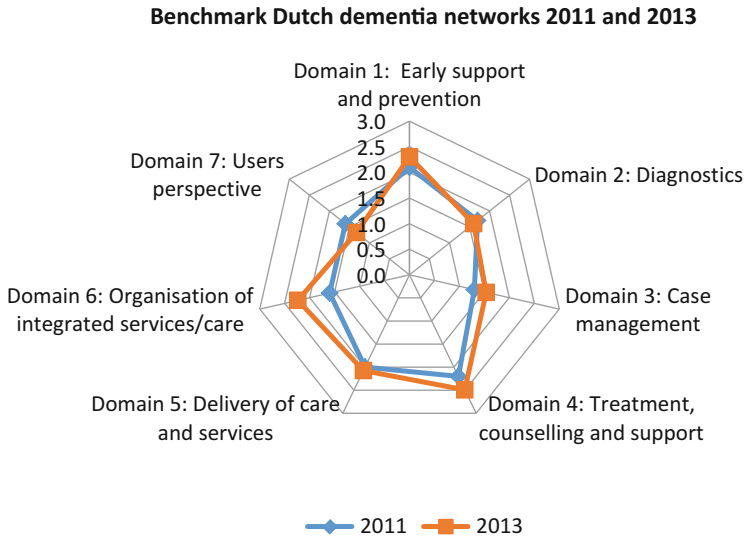 Benchmark Dutch dementia networks 2011 and 2013
Domain 1:  Early support
and prevention
3.0
2.5
2.0
1.5
1.0
0.5
0.0
Domain 2: Diagnostics
Domain 3: Case
management
Domain 4: Treatment,
counselling and support
Domain 5: Delivery of care
and services
Domain 6: Organisation of
integrated services/care
Domain 7: Users
perspective
2011
2013